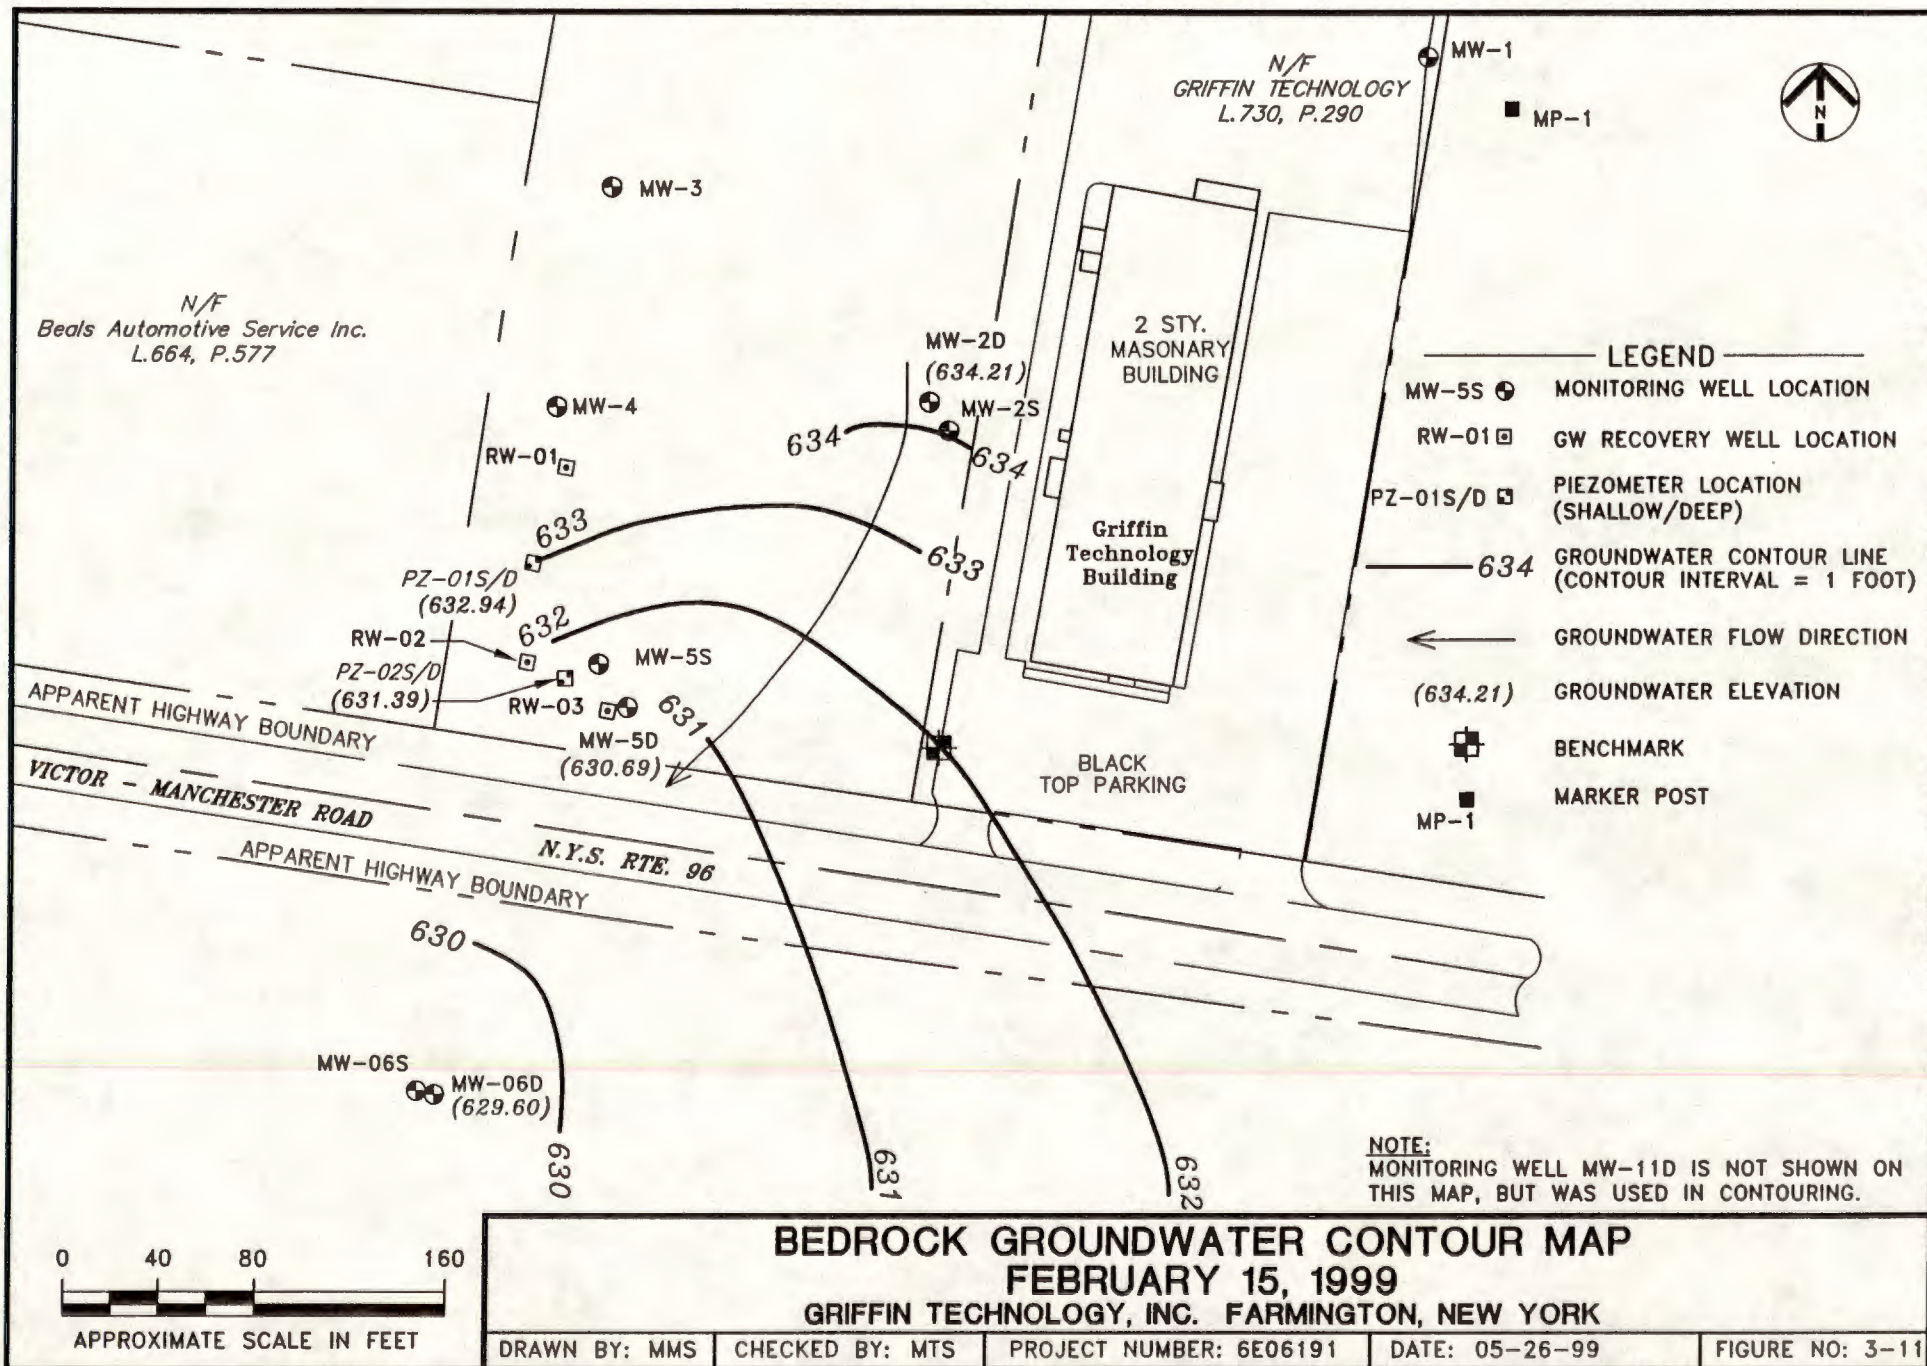 N/F
GRIFFIN TECHNOLOGY
L.730, P.290
MW-1
MP-1
N
MW-3
N/F
Beals Automotive Service Inc.
L.664, P.577
MW-2D
(634.21)
MW-2S
2 STY.
MASONARY
BUILDING
MW-4
RW-01
634
634
633
633
Griffin
Technology
Building
PZ-01S/D
(632.94)
632
RW-02
PZ-02S/D
(631.39)
MW-5S
RW-03
631
MW-5D
(630.69)
BLACK
TOP PARKING
APPARENT HIGHWAY BOUNDARY
VICTOR - MANCHESTER ROAD
N.Y.S. RTE. 96
APPARENT HIGHWAY BOUNDARY
630
MW-06S
MW-06D
(629.60)
630
631
632
LEGEND
MW-5S MONITORING WELL LOCATION
RW-01 GW RECOVERY WELL LOCATION
PZ-01S/D PIEZOMETER LOCATION
(SHALLOW/DEEP)
634 GROUNDWATER CONTOUR LINE
(CONTOUR INTERVAL = 1 FOOT)
GROUNDWATER FLOW DIRECTION
(634.21) GROUNDWATER ELEVATION
BENCHMARK
MARKER POST
MP-1
NOTE:
MONITORING WELL MW-11D IS NOT SHOWN ON
THIS MAP, BUT WAS USED IN CONTOURING.
0 40 80 160
APPROXIMATE SCALE IN FEET
BEDROCK GROUNDWATER CONTOUR MAP
FEBRUARY 15, 1999
GRIFFIN TECHNOLOGY, INC. FARMINGTON, NEW YORK
DRAWN BY: MMS CHECKED BY: MTS PROJECT NUMBER: 6E06191 DATE: 05-26-99 FIGURE NO: 3-11